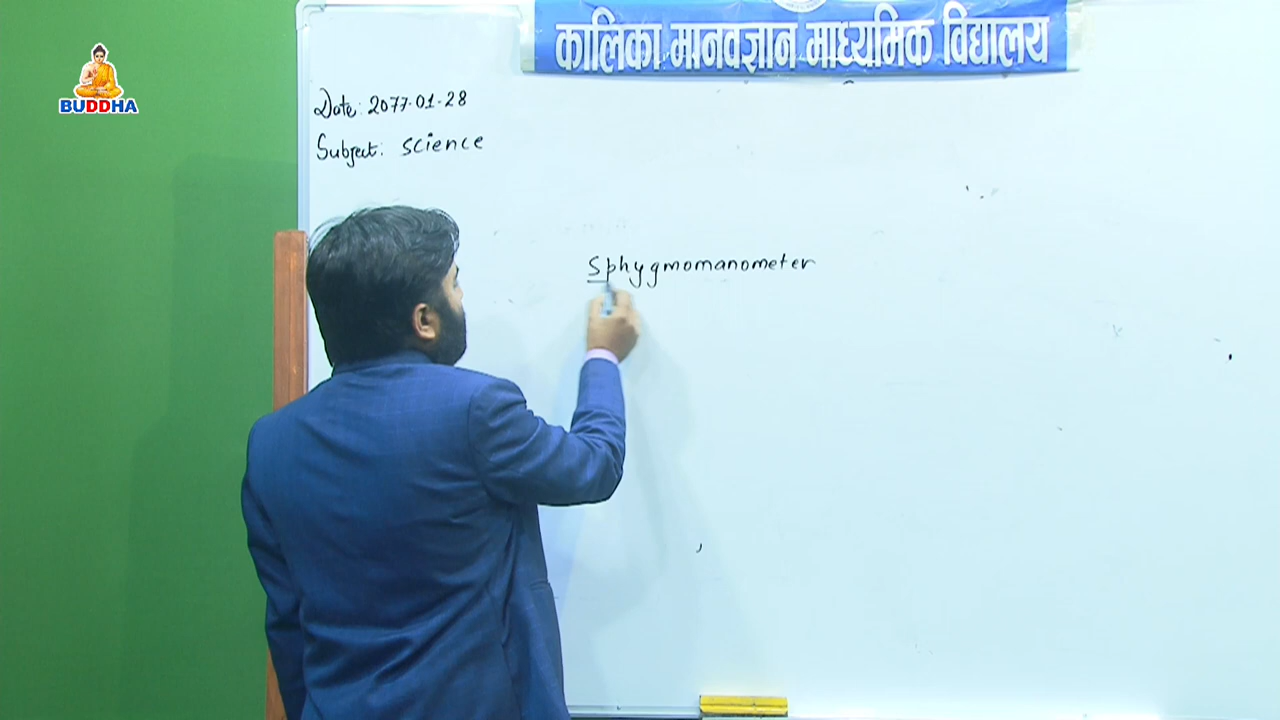 कालिका मानवज्ञान माध्यमिक विद्यालय
BUDDHA
Date: 2077-01-28
Subject: Science
Sphygmomanometer